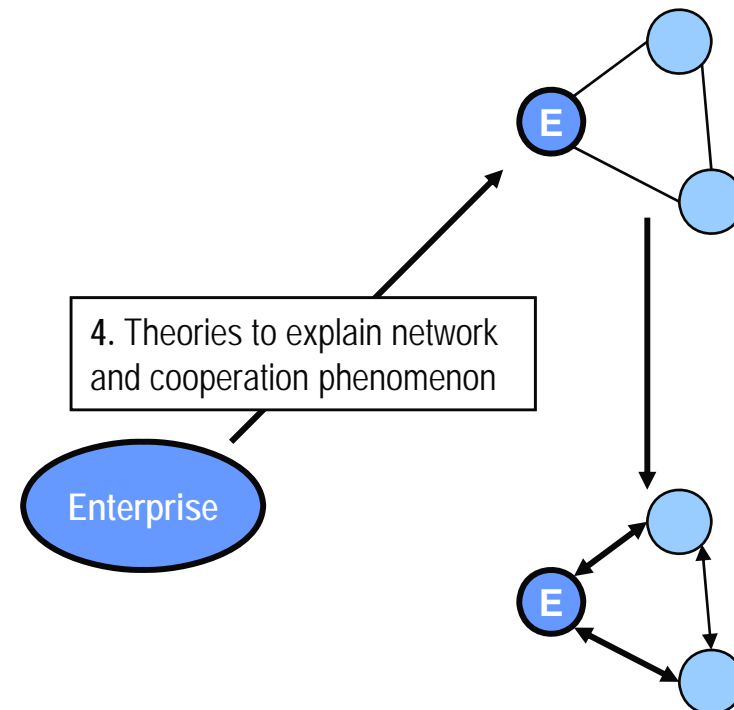 E
4. Theories to explain network
and cooperation phenomenon
Enterprise
E